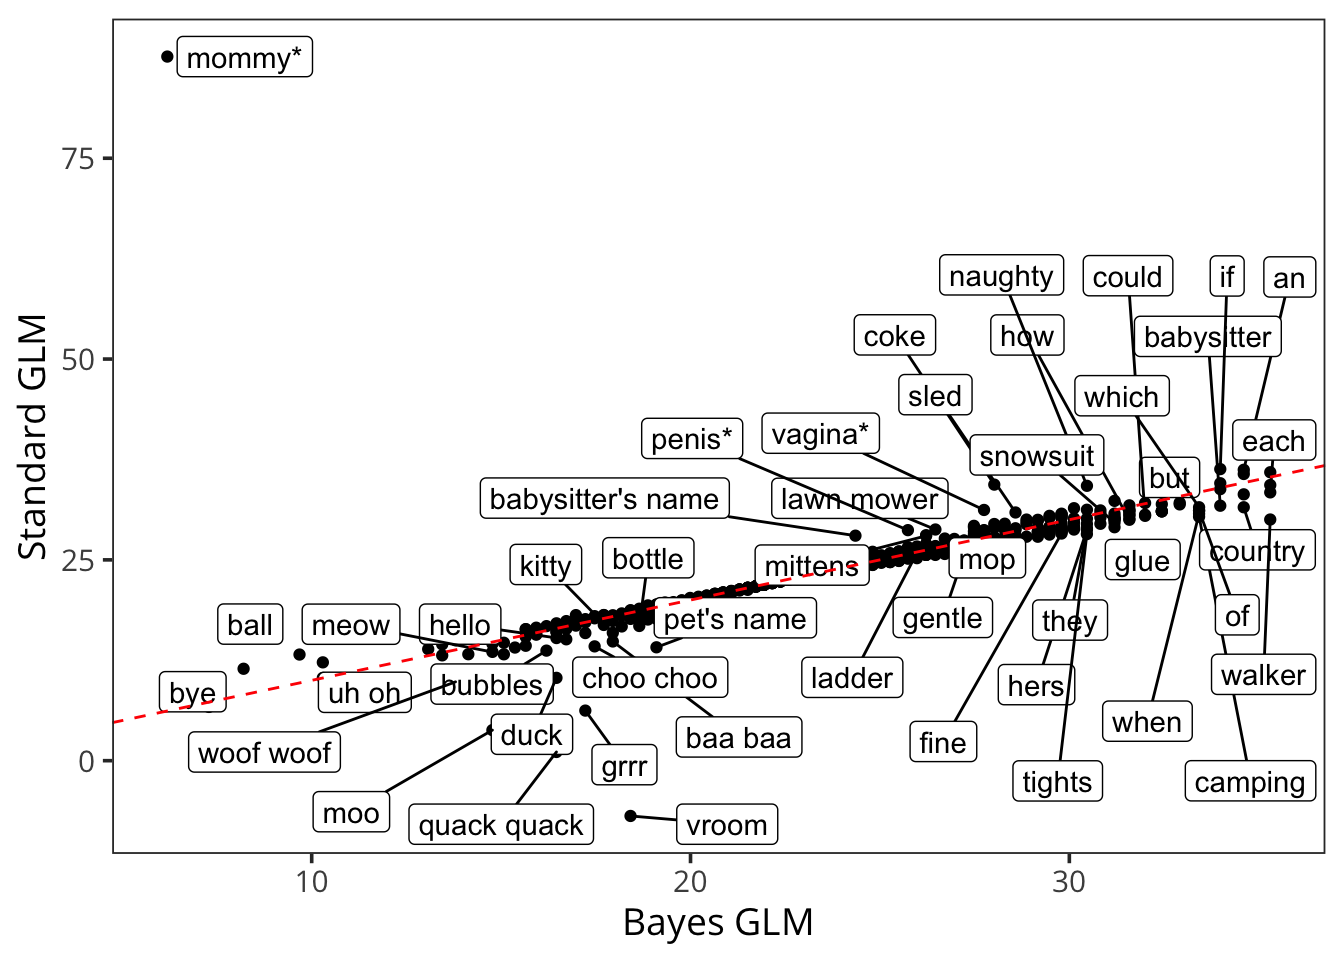 mommy*
75
naughty
could
if
an
coke
how
babysitter
50
sled
which
penis*
vagina*
snowsuit
each
but
babysitter's name
lawn mower
Standard GLM
25
kitty
bottle
mittens
mop
glue
country
ball
meow
hello
pet's name
gentle
they
of
bye
uh oh
bubbles
choo choo
ladder
hers
walker
woof woof
duck
baa baa
fine
when
0
grrr
tights
camping
moo
quack quack
vroom
10
20
30
Bayes GLM